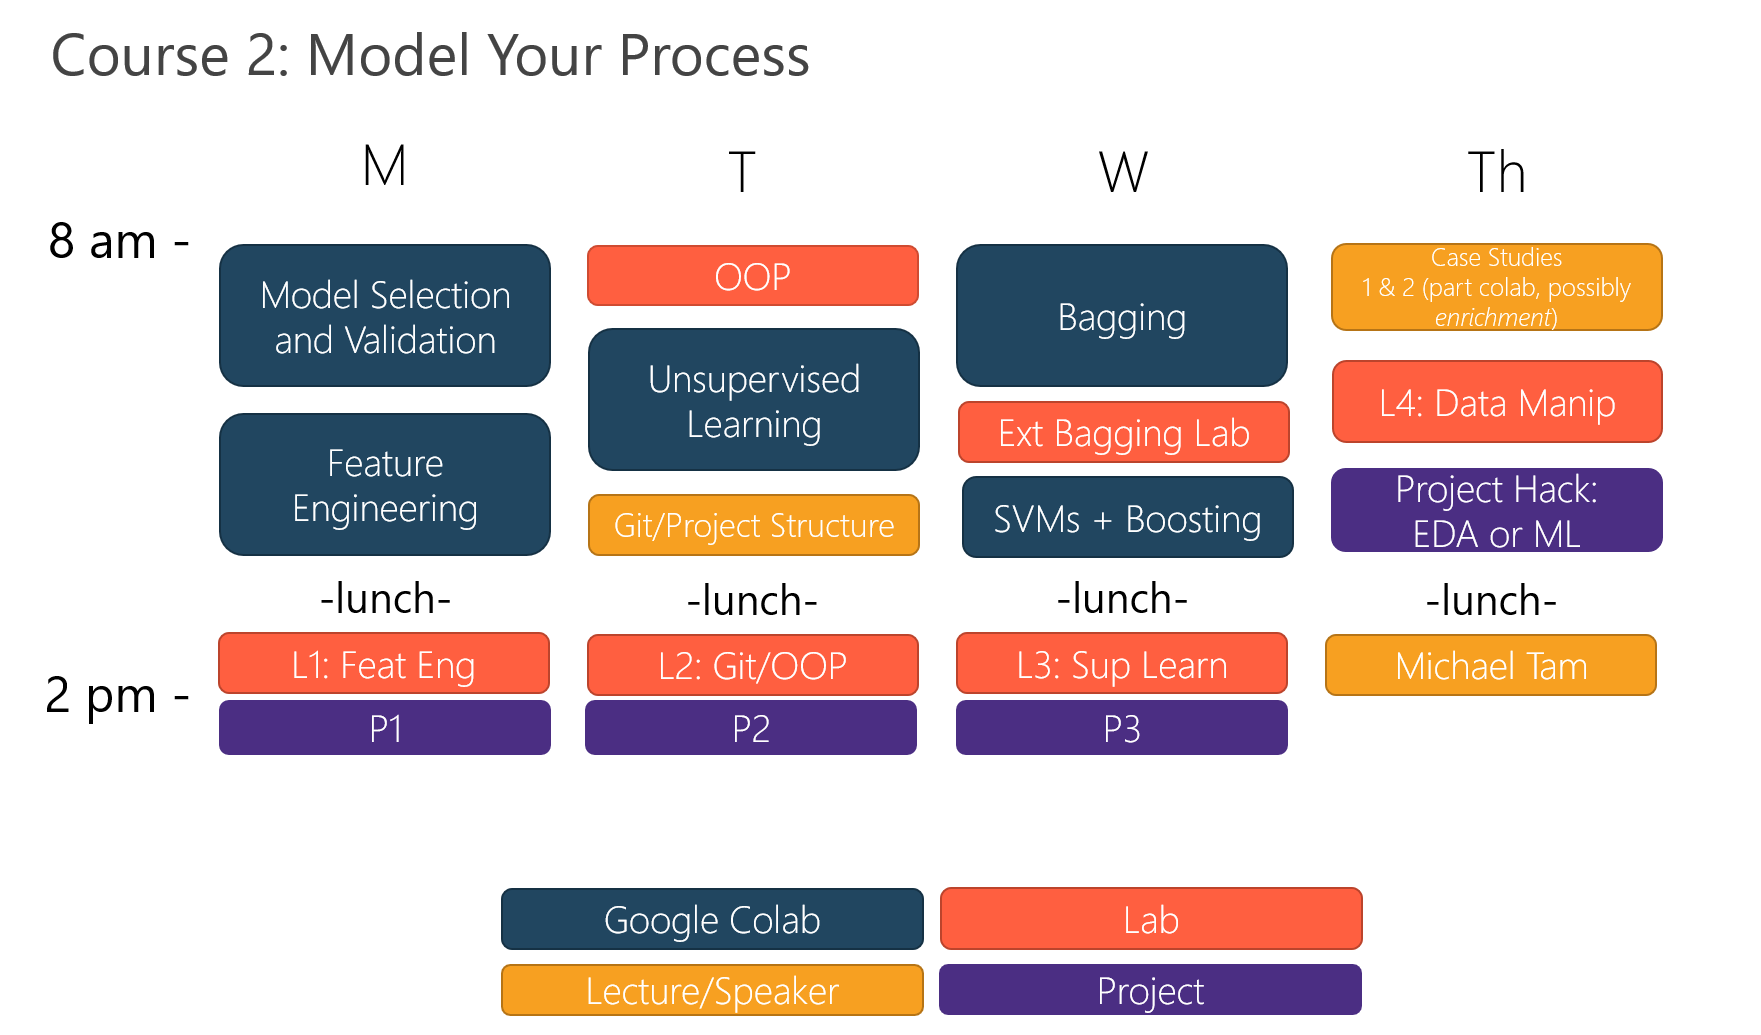 Course 2: Model Your Process
M
T
W
Th
8 am -
Model Selection
and Validation
Feature
Engineering
-lunch-
L1: Feat Eng
2 pm -
P1
OOP
Unsupervised
Learning
Git/Project Structure
-lunch-
L2: Git/OOP
P2
Bagging
Ext Bagging Lab
SVMs + Boosting
-lunch-
L3: Sup Learn
P3
Case Studies
1 & 2 (part colab, possibly
enrichment)
L4: Data Manip
Project Hack:
EDA or ML
-lunch-
Michael Tam
Google Colab
Lab
Lecture/Speaker
Project